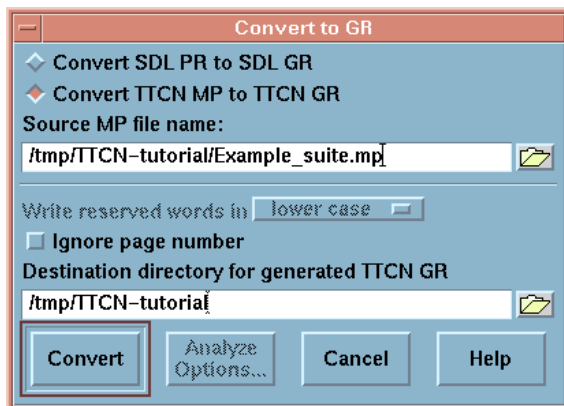 Convert to GR
Convert SDL PR to SDL GR
Convert TTCN MP to TTCN GR
Source MP file name:
/tmp/TTCN-tutorial/Example_suite.mp
Write reserved words in lower case
Ignore page number
Destination directory for generated TTCN GR
/tmp/TTCN-tutorial
Convert Analyze Options... Cancel Help